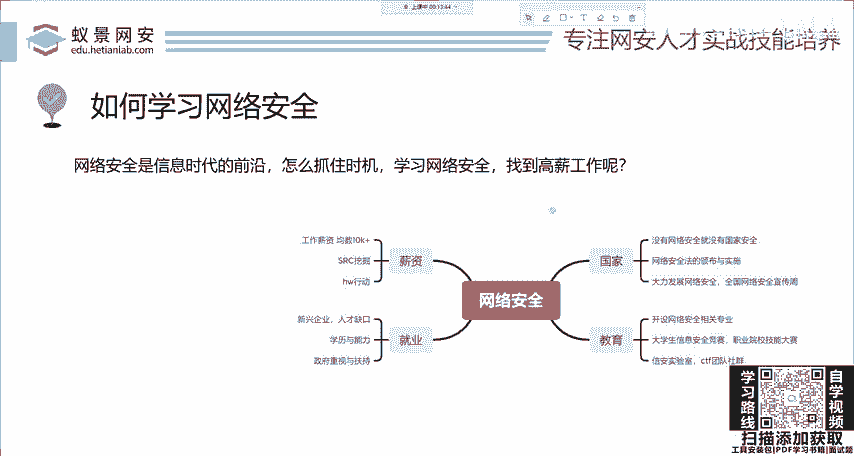 上课中 00:13:44
蚁景网安
edu.hetianlab.com
专注网安人才实战技能培养
如何学习网络安全
网络安全是信息时代的前沿，怎么抓住时机，学习网络安全，找到高薪工作呢？
工作薪资 均数10k+
SRC挖掘
hw行动
薪资
新兴企业，人才缺口
学历与能力
政府重视与扶持
就业
网络安全
国家
没有网络安全就没有国家安全
网络安全法的颁布与实施
大力发展网络安全，全国网络安全宣传周
教育
开设网络安全相关专业
大学生信息安全竞赛，职业院校技能大赛
信安实验室，ctf团队社群
学习路线
自学视频
扫描添加获取
工具安装包|PDF学习书籍|面试题